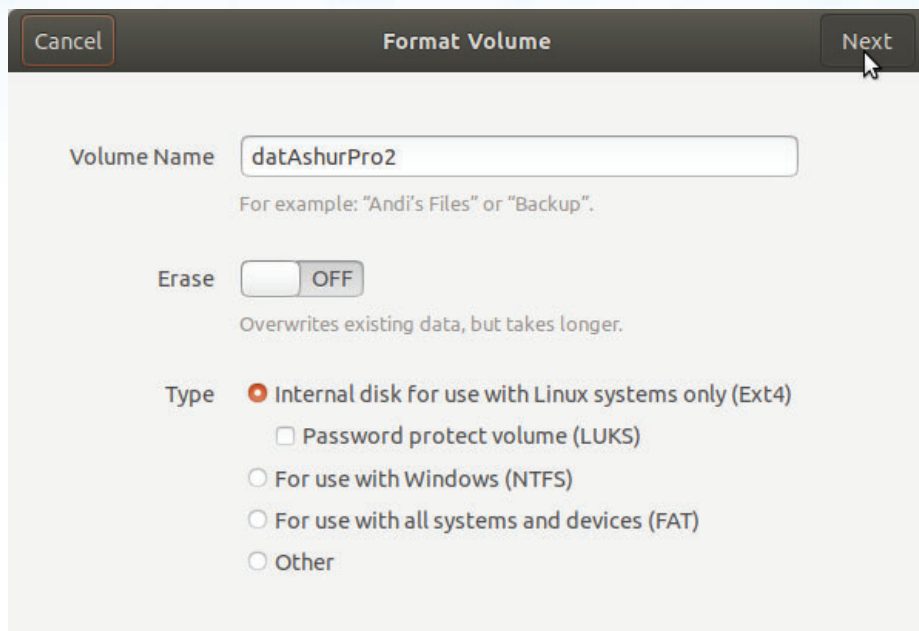 Cancel Format Volume Next
Volume Name datAshurPro2
For example: “Andi’s Files” or “Backup”.
Erase OFF
Overwrites existing data, but takes longer.
Type Internal disk for use with Linux systems only (Ext4)
Password protect volume (LUKS)
For use with Windows (NTFS)
For use with all systems and devices (FAT)
Other